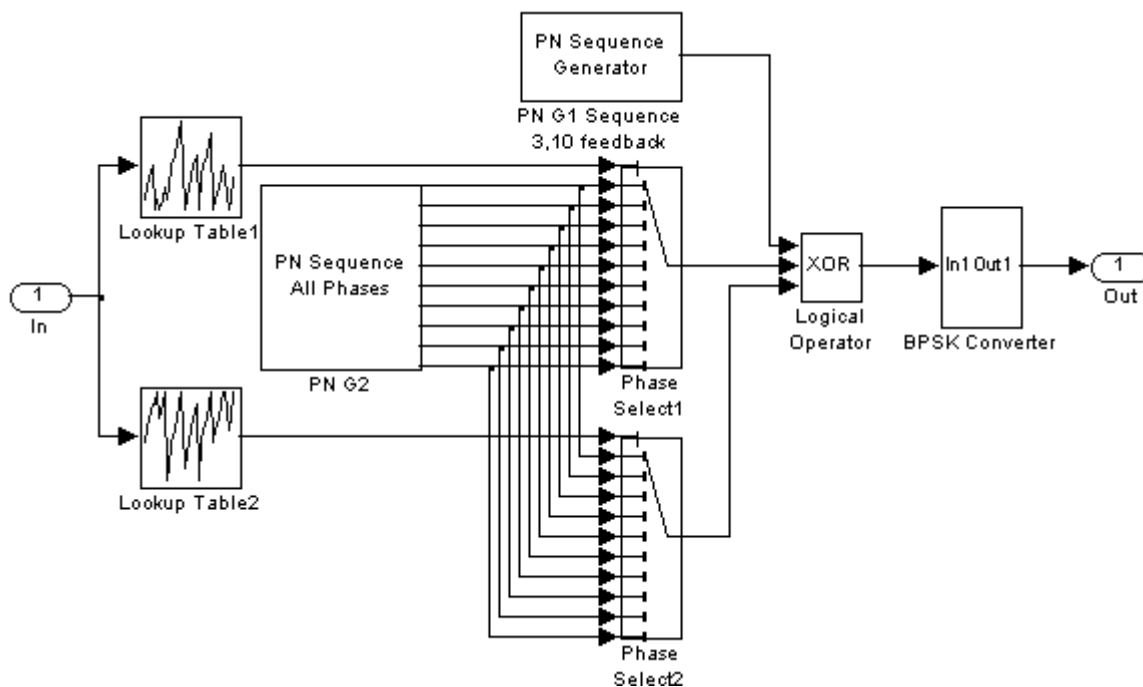 PN Sequence
Generator
PN G1 Sequence
3,10 feedback
Lookup Table1
PN Sequence
All Phases
PN G2
1
In
Phase
Select1
XOR
Logical
Operator
In1 Out1
BPSK Converter
1
Out
Lookup Table2
Phase
Select2